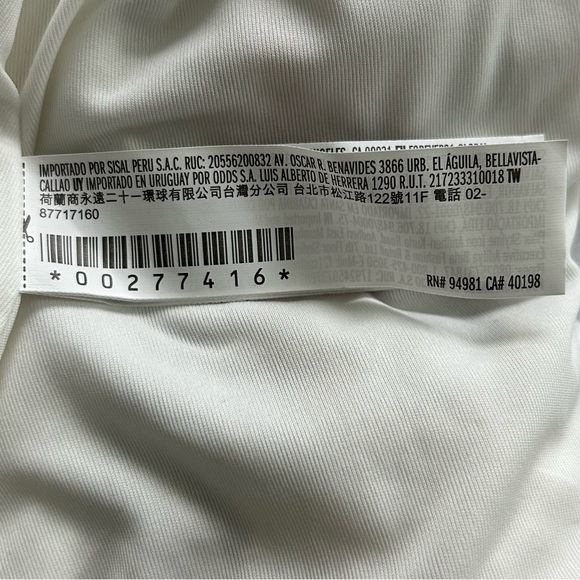 IMPORTADO POR SISAL PERU S.A.C. RUC: 20556200832 AV. OSCAR R. BENAVIDES 3866 URB. EL ÁGUILA, BELLAVISTA-
CALLAO UY IMPORTADO EN URUGUAY POR ODDS S.A. LUIS ALBERTO DE HERRERA 1290 R.U.T. 217233310018 TW
荷蘭商永遠二十一環球有限公司台灣分公司 台北市松江路122號11F 電話 02-
87717160
*00277416*
RN# 94981 CA# 40198